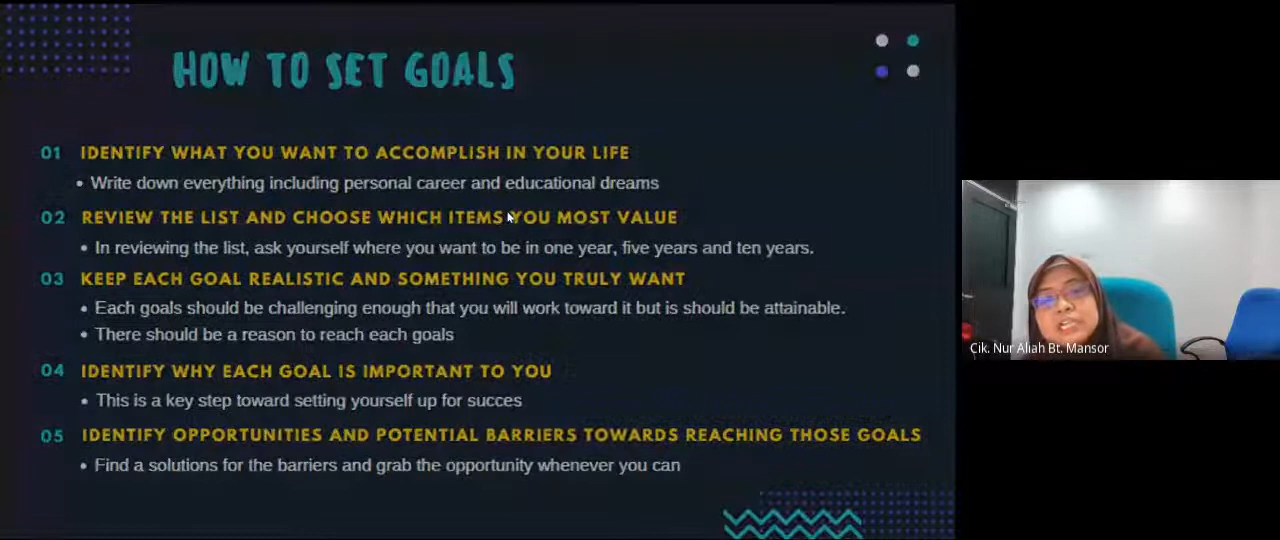 HOW TO SET GOALS
01 IDENTIFY WHAT YOU WANT TO ACCOMPLISH IN YOUR LIFE
• Write down everything including personal career and educational dreams
02 REVIEW THE LIST AND CHOOSE WHICH ITEMS YOU MOST VALUE
• In reviewing the list, ask yourself where you want to be in one year, five years and ten years.
03 KEEP EACH GOAL REALISTIC AND SOMETHING YOU TRULY WANT
• Each goals should be challenging enough that you will work toward it but is should be attainable.
• There should be a reason to reach each goals
04 IDENTIFY WHY EACH GOAL IS IMPORTANT TO YOU
• This is a key step toward setting yourself up for succes
05 IDENTIFY OPPORTUNITIES AND POTENTIAL BARRIERS TOWARDS REACHING THOSE GOALS
• Find a solutions for the barriers and grab the opportunity whenever you can
Cik. Nur Aliah Bt. Mansor